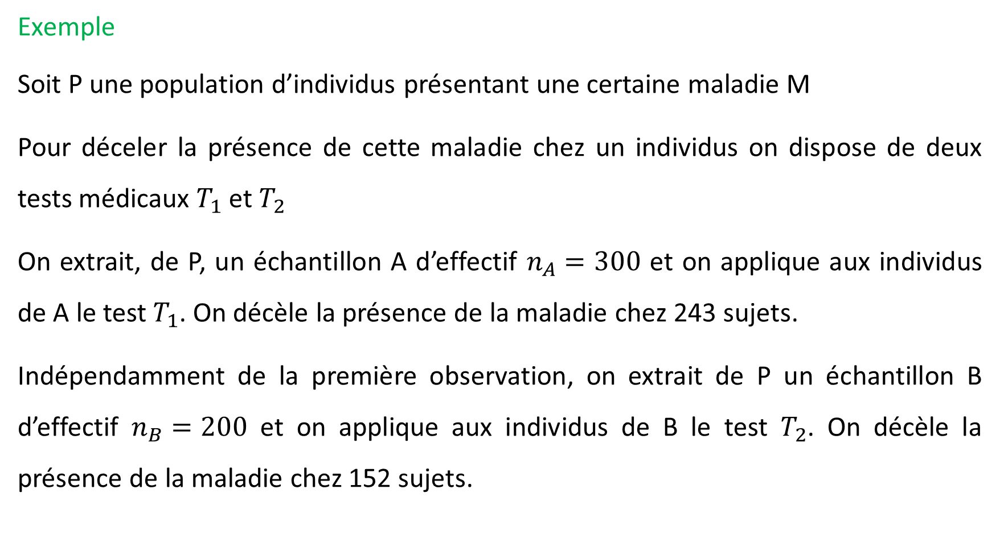 Exemple
Soit P une population d’individus présentant une certaine maladie M
Pour déceler la présence de cette maladie chez un individus on dispose de deux
tests médicaux T₁ et T₂
On extrait, de P, un échantillon A d’effectif n_A = 300 et on applique aux individus
de A le test T₁. On décèle la présence de la maladie chez 243 sujets.
Indépendamment de la première observation, on extrait de P un échantillon B
d’effectif n_B = 200 et on applique aux individus de B le test T₂. On décèle la
présence de la maladie chez 152 sujets.